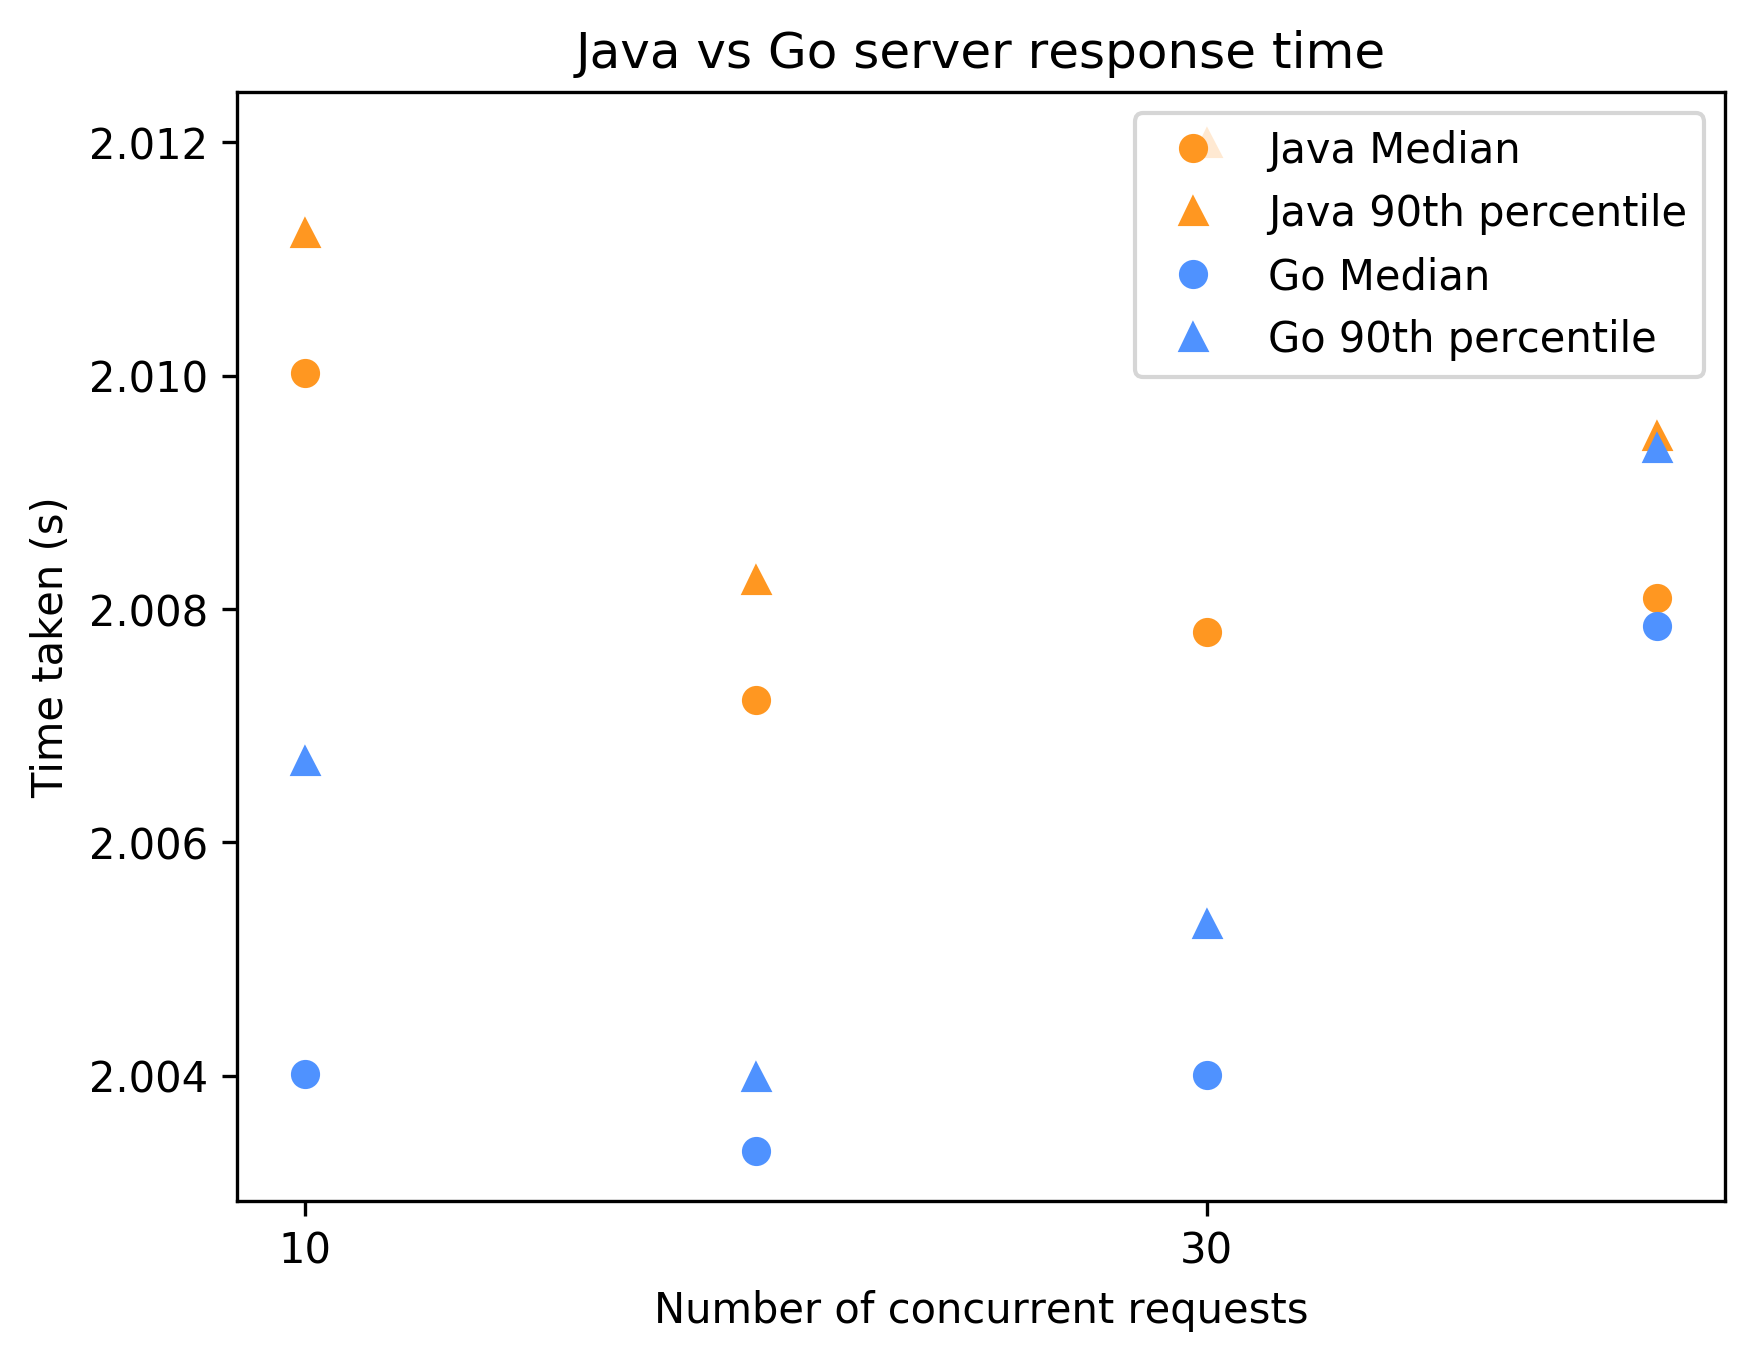 Java vs Go server response time
Java Median
Java 90th percentile
Go Median
Go 90th percentile
2.012
2.010
2.008
2.006
2.004
Time taken (s)
10
30
Number of concurrent requests